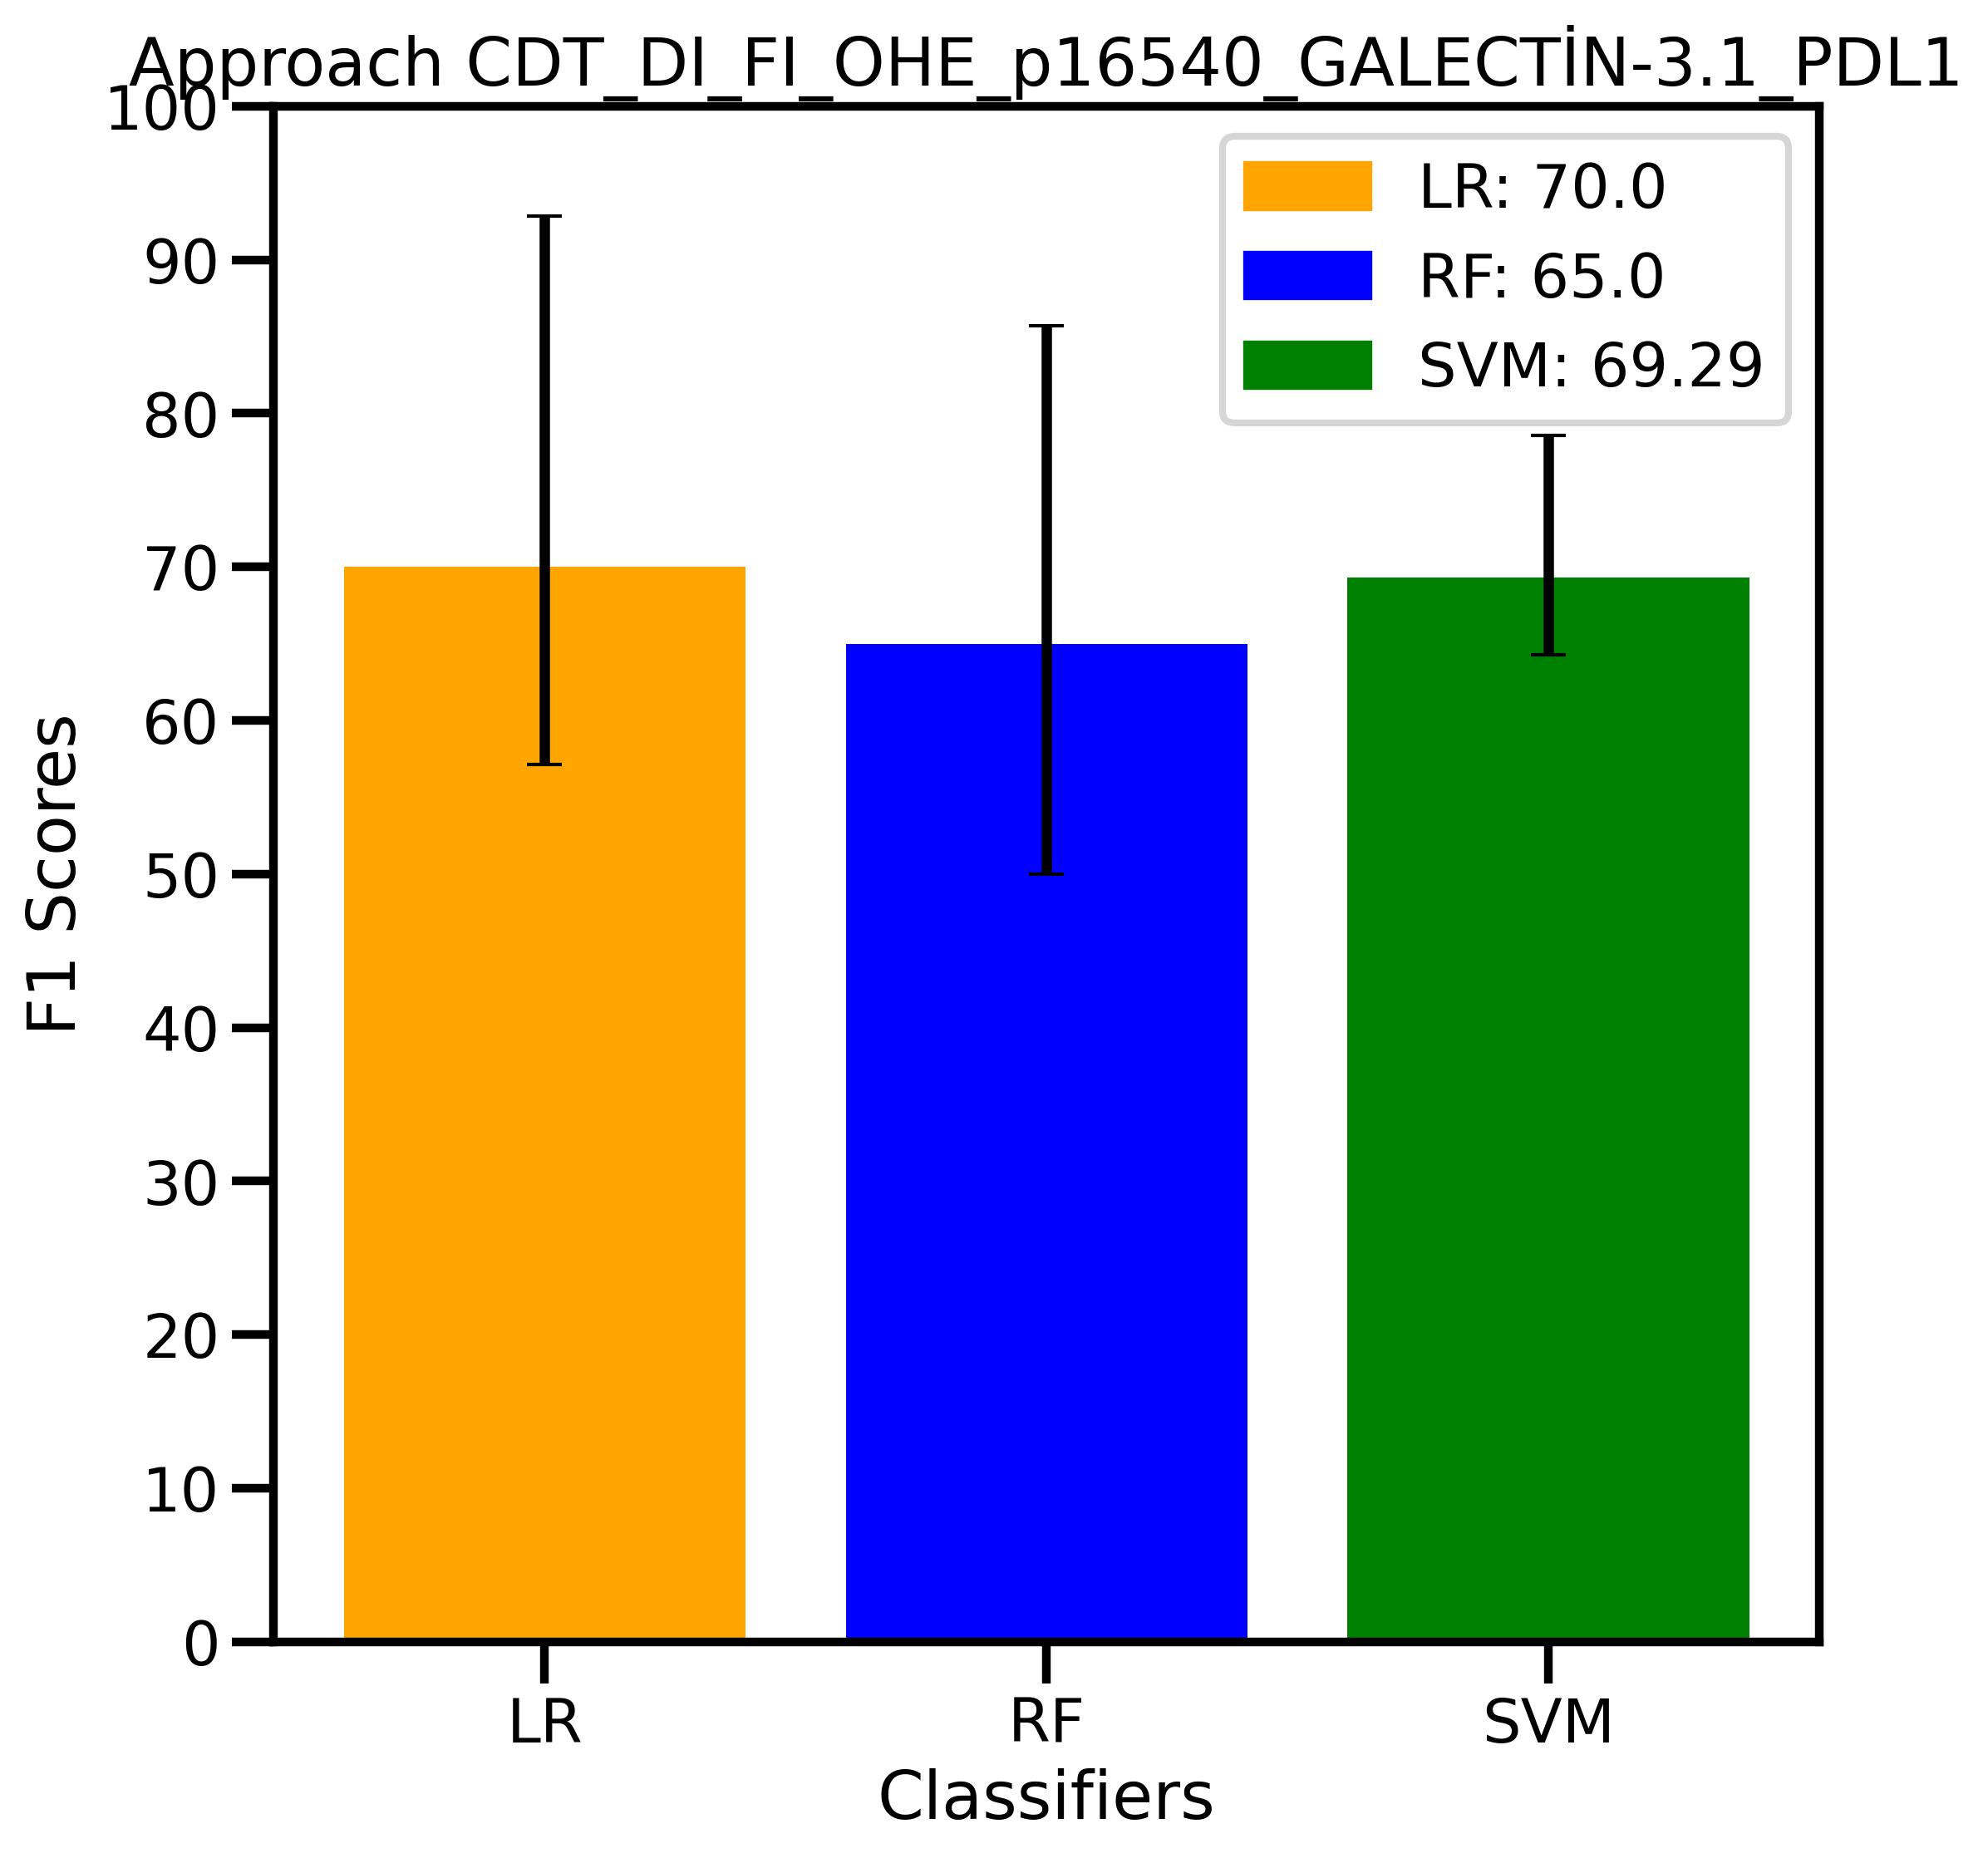 Approach CDT_DI_FI_OHE_p16540_GALECTİN-3.1_PDL1
100
90
80
70
60
50
40
30
20
10
0
F1 Scores
LR: 70.0
RF: 65.0
SVM: 69.29
LR
RF
SVM
Classifiers